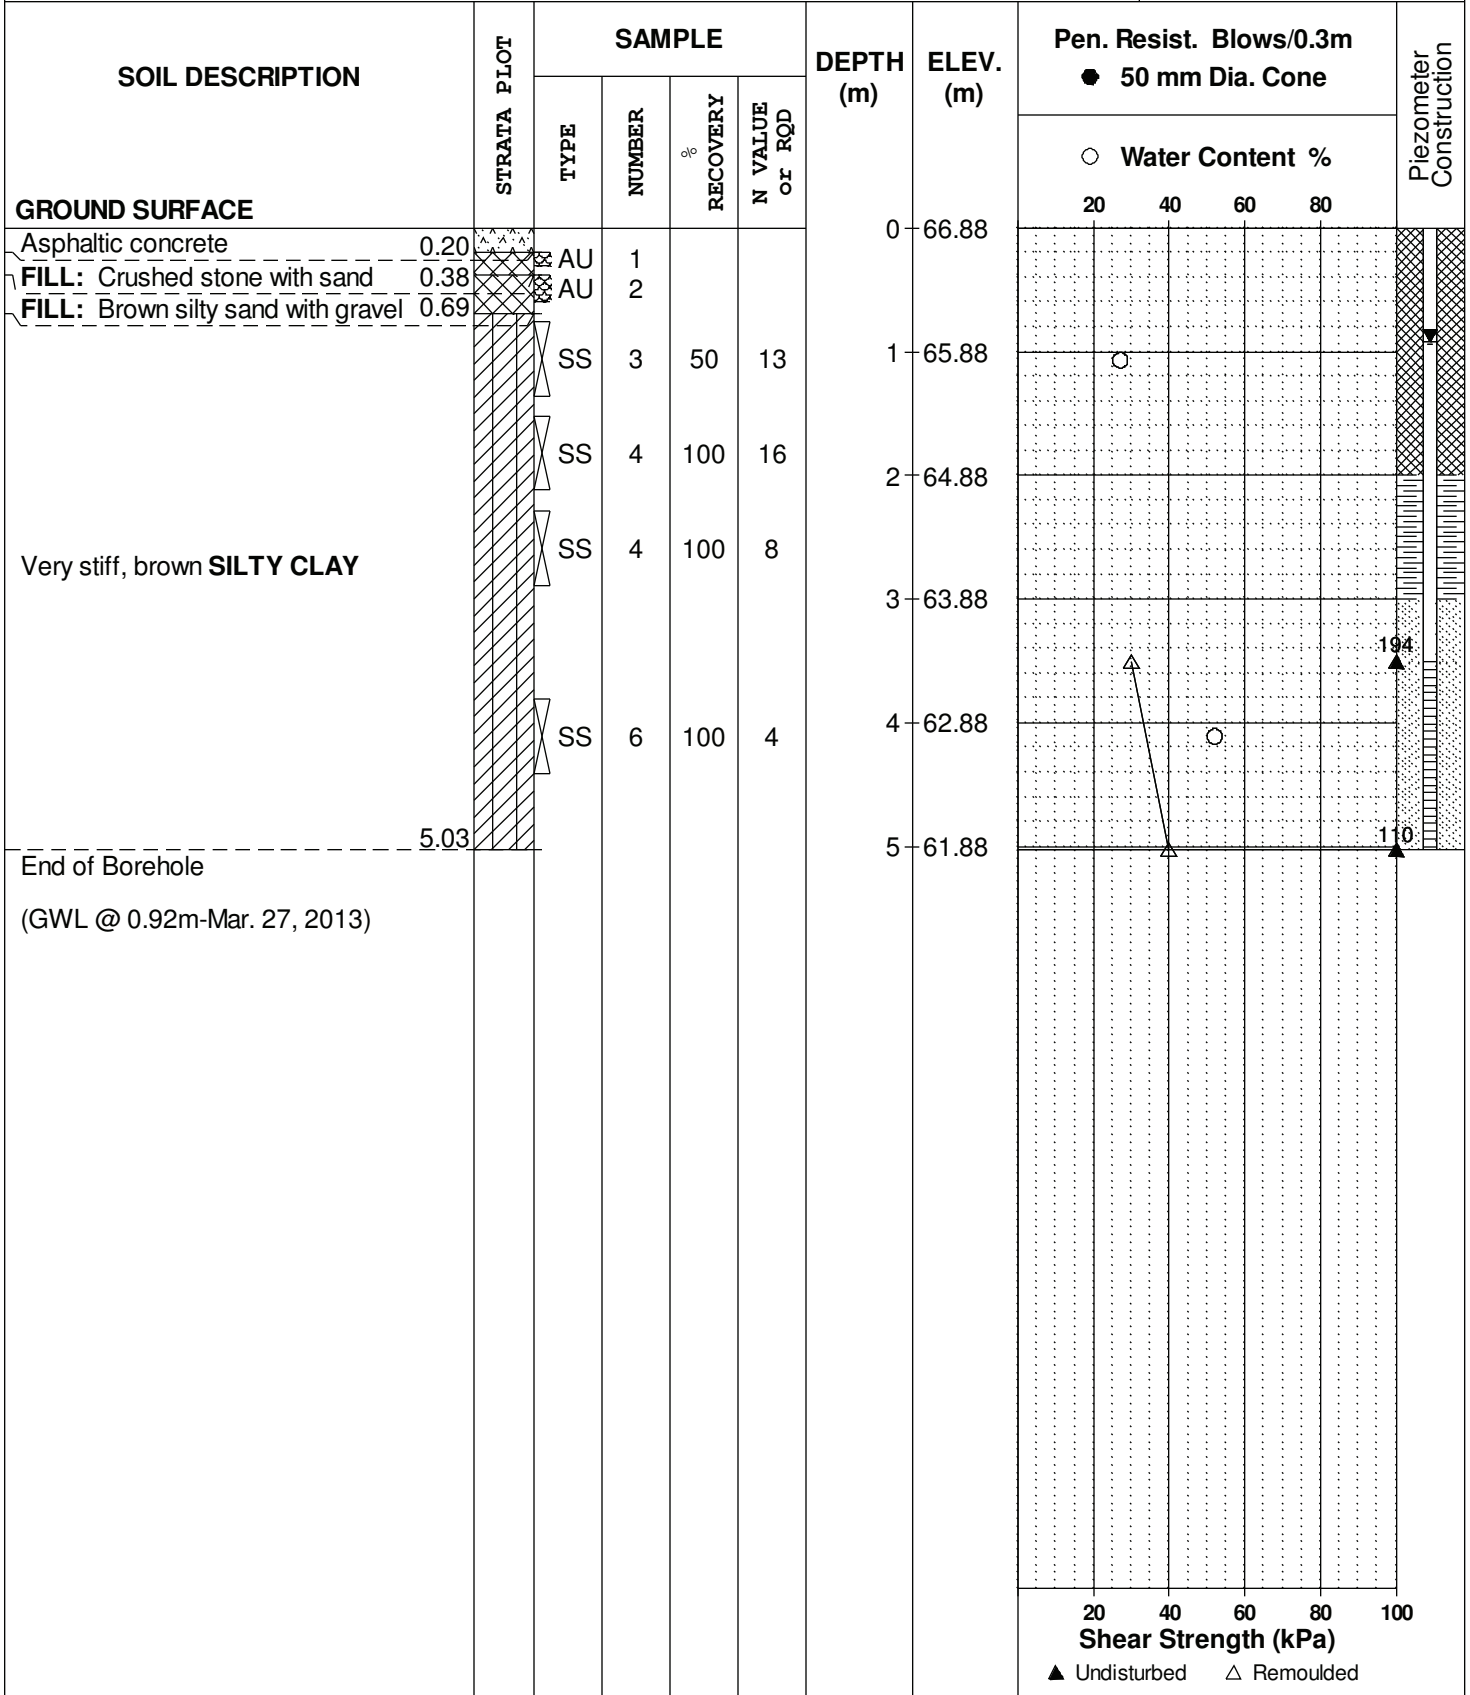 SOIL DESCRIPTION
STRATA PLOT
SAMPLE
TYPE
NUMBER
% RECOVERY
N VALUE or RQD
DEPTH (m)
ELEV. (m)
Pen. Resist. Blows/0.3m
● 50 mm Dia. Cone
○ Water Content %
20 40 60 80
Piezometer Construction
GROUND SURFACE
0 66.88
Asphaltic concrete 0.20
AU 1
FILL: Crushed stone with sand 0.38
AU 2
FILL: Brown silty sand with gravel 0.69
SS 3 50 13
1 65.88
SS 4 100 16
2 64.88
SS 4 100 8
Very stiff, brown SILTY CLAY
3 63.88
194
SS 6 100 4
4 62.88
5.03
110
5 61.88
End of Borehole
(GWL @ 0.92m-Mar. 27, 2013)
20 40 60 80 100
Shear Strength (kPa)
▲ Undisturbed △ Remoulded